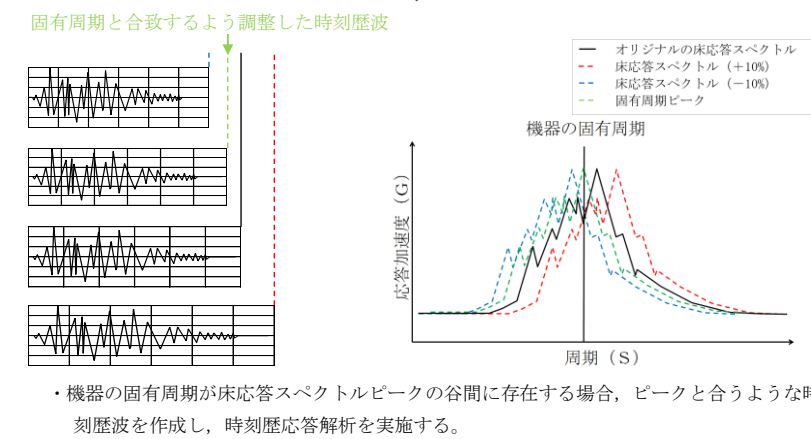 固有周期と合致するよう調整した時刻歴波
オリジナルの床応答スペクトル
床応答スペクトル（＋10%）
床応答スペクトル（－10%）
固有周期ピーク
機器の固有周期
応答加速度（G）
周期（S）
・機器の固有周期が床応答スペクトルピークの谷間に存在する場合，ピークと合うような時
刻歴波を作成し，時刻歴応答解析を実施する。